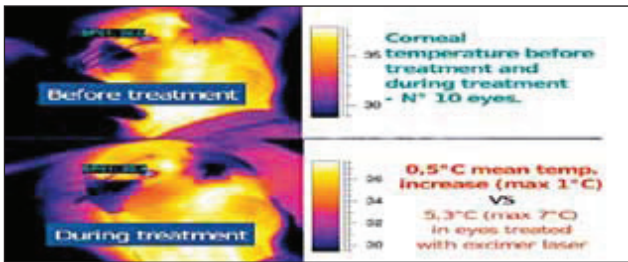 Before treatment
35
30
Corneal
temperature before
treatment and
during treatment
- N° 10 eyes.
During treatment
36
34
32
30
0,5°C mean temp.
increase (max 1°C)
VS
5,3°C (max 7°C)
in eyes treated
with excimer laser